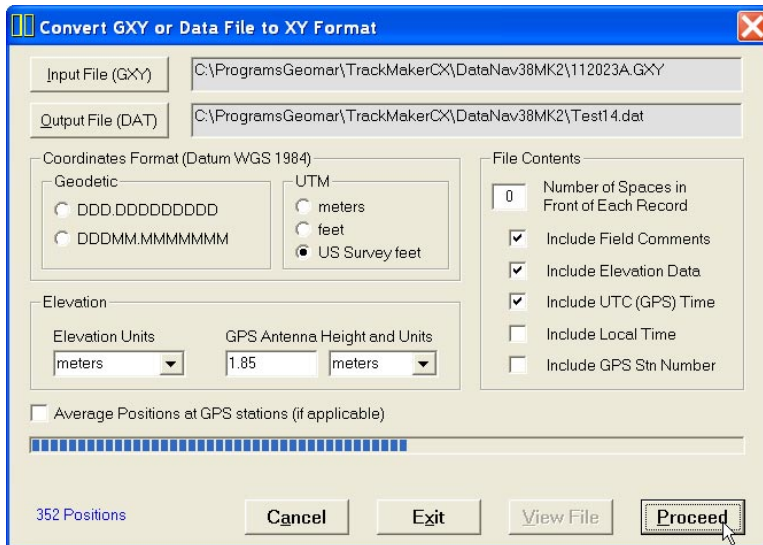 Convert GXY or Data File to XY Format
Input File (GXY)
C:\ProgramsGeomar\TrackMakerCX\DataNav38MK2\112023A.GXY
Output File (DAT)
C:\ProgramsGeomar\TrackMakerCX\DataNav38MK2\Test14.dat
Coordinates Format (Datum WGS 1984)
Geodetic
DDD.DDDDDDDDD
DDDMM.MMMMMMM
UTM
meters
feet
US Survey feet
File Contents
0
Number of Spaces in
Front of Each Record
Include Field Comments
Include Elevation Data
Include UTC (GPS) Time
Include Local Time
Include GPS Stn Number
Elevation
Elevation Units
meters
GPS Antenna Height and Units
1.85
meters
Average Positions at GPS stations (if applicable)
352 Positions
Cancel
Exit
View File
Proceed